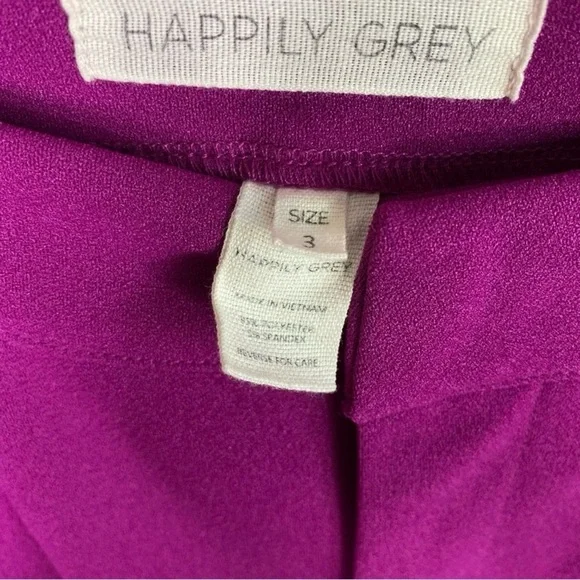 HAPPILY GREY
SIZE
3
HAPPILY GREY
MADE IN VIETNAM
95% POLYESTER
5% SPANDEX
REVERSE FOR CARE